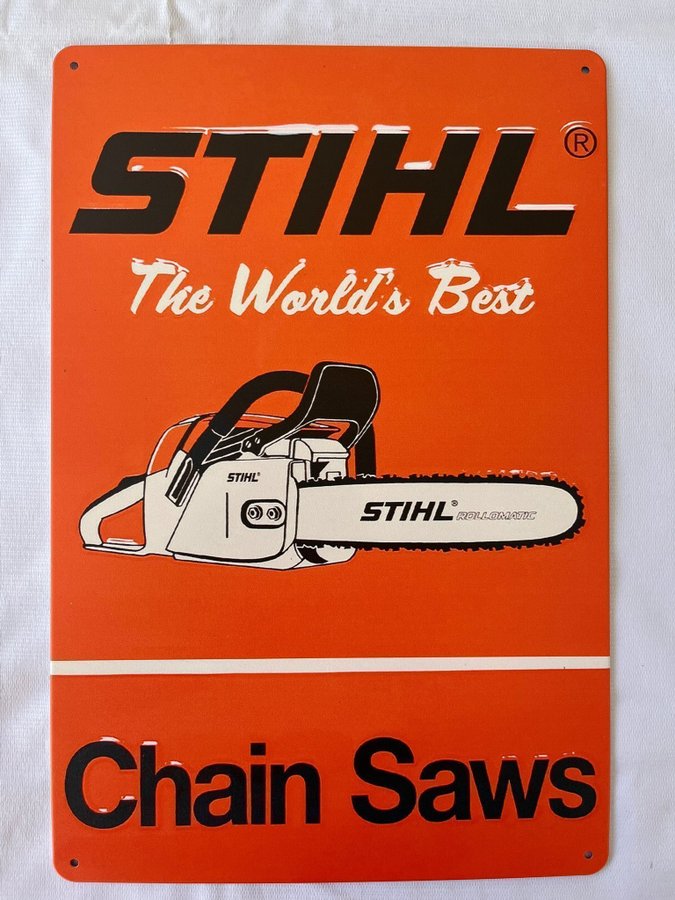 STIHL®
The World's Best
STIHL®
STIHL® ROLLOMATIC
Chain Saws